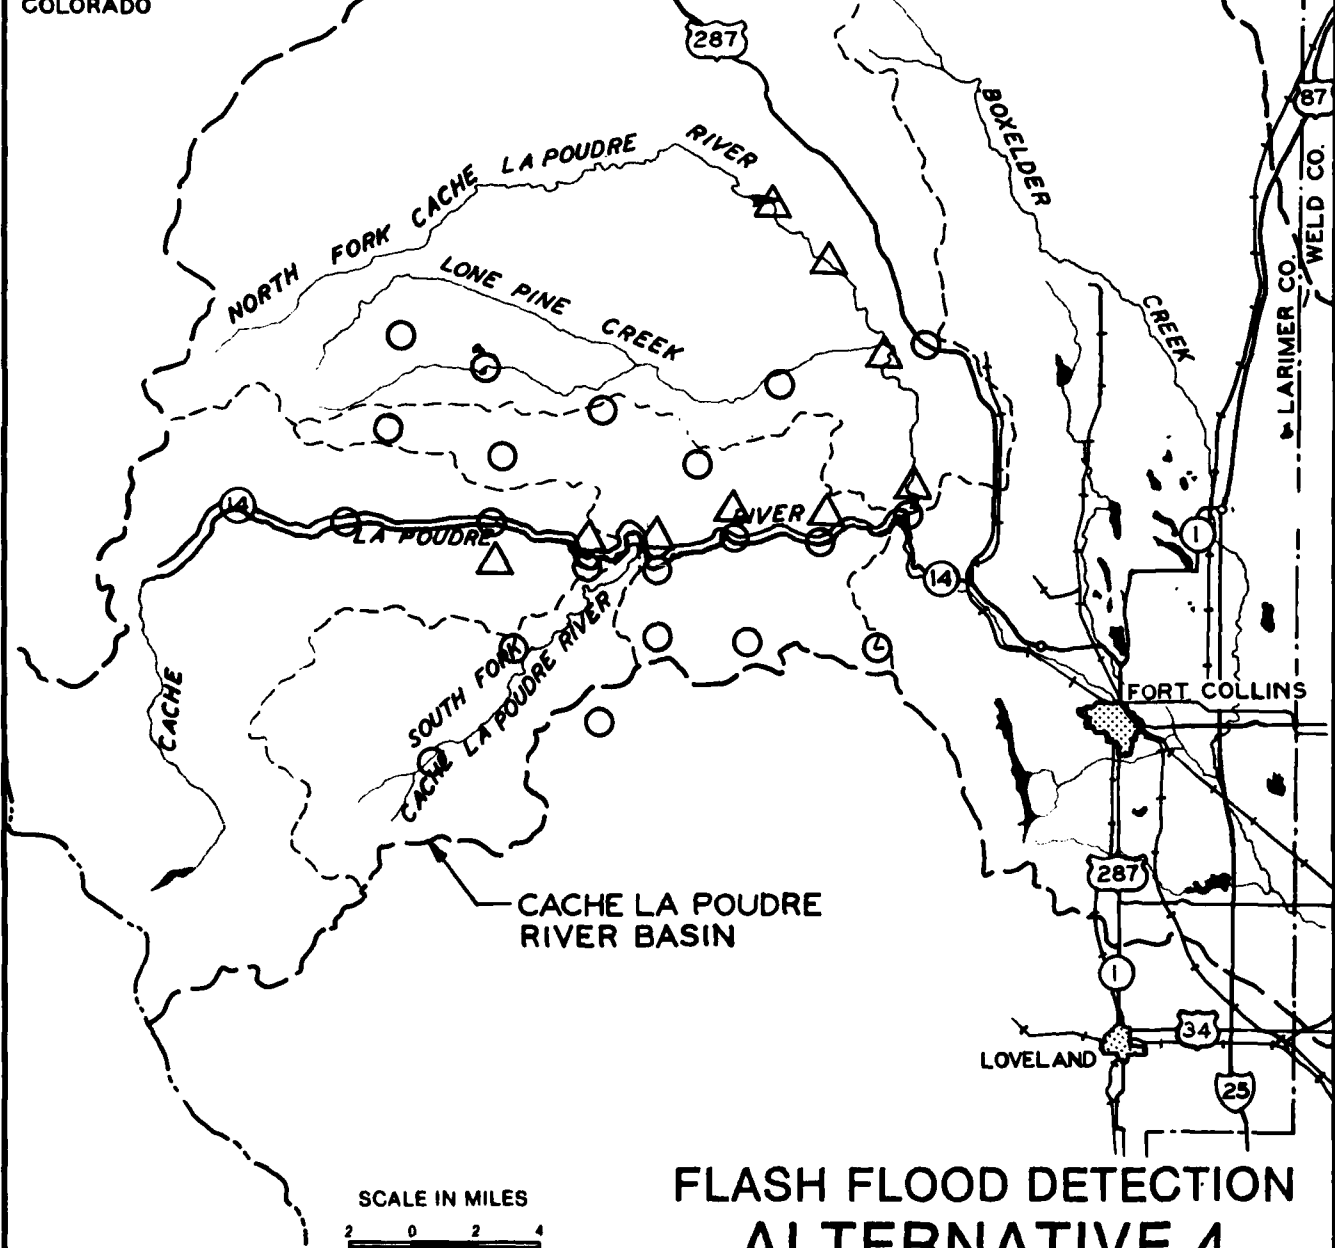 COLORADO
287
87
BOXELDER
CREEK
WELD CO.
LARIMER CO.
NORTH FORK CACHE LA POUDRE RIVER
LONE PINE CREEK
14
LA POUDRE
RIVER
1
14
CACHE
SOUTH FORK
CACHE LA POUDRE RIVER
FORT COLLINS
287
CACHE LA POUDRE
RIVER BASIN
1
34
LOVELAND
25
FLASH FLOOD DETECTION
ALTERNATIVE 4
SCALE IN MILES
2 0 2 4